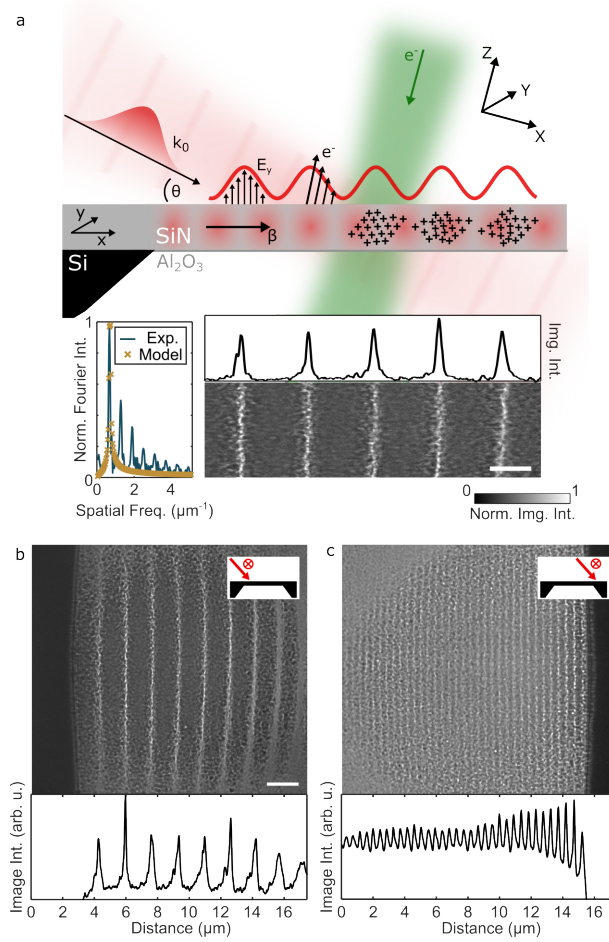 a
e⁻
Z
Y
X
k₀
θ
E_y
e⁻
y
x
SiN
β
Si
Al₂O₃
1
Exp.
Model
Norm. Fourier Int.
0
0 2 4
Spatial Freq. (µm⁻¹)
Img. Int.
0 1
Norm. Img. Int.
b
c
Image Int. (arb. u.)
0 2 4 6 8 10 12 14 16
Distance (µm)
Image Int. (arb. u.)
0 2 4 6 8 10 12 14 16
Distance (µm)